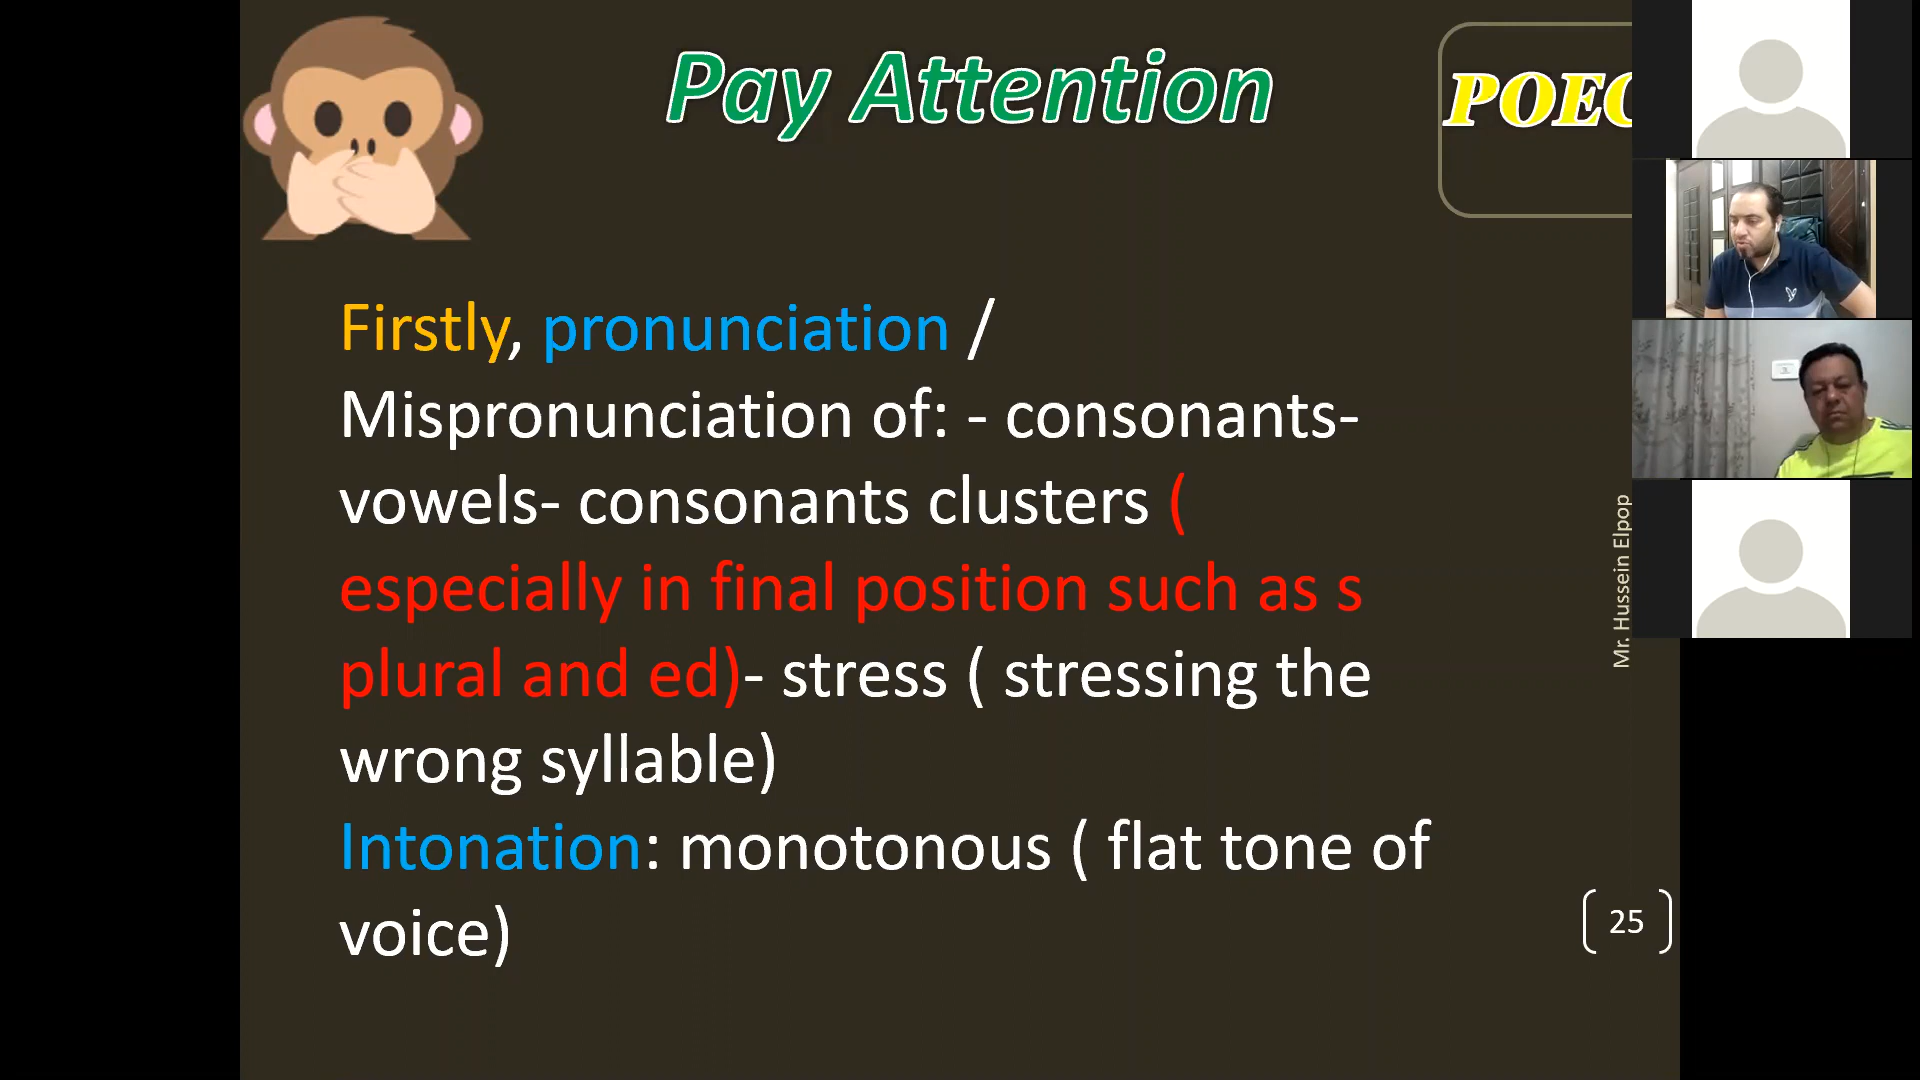 Pay Attention
Firstly, pronunciation /
Mispronunciation of: - consonants-
vowels- consonants clusters (
especially in final position such as s
plural and ed)- stress ( stressing the
wrong syllable)
Intonation: monotonous ( flat tone of
voice)
Mr. Hussein Elpop
25